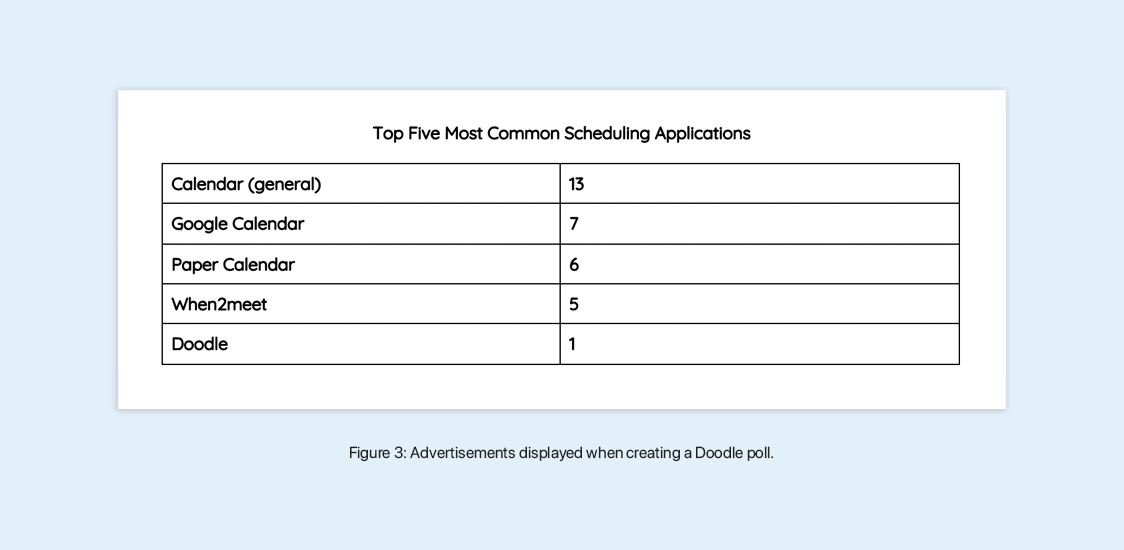 Top Five Most Common Scheduling Applications
Calendar (general) 13
Google Calendar 7
Paper Calendar 6
When2meet 5
Doodle 1
Figure 3: Advertisements displayed when creating a Doodle poll.